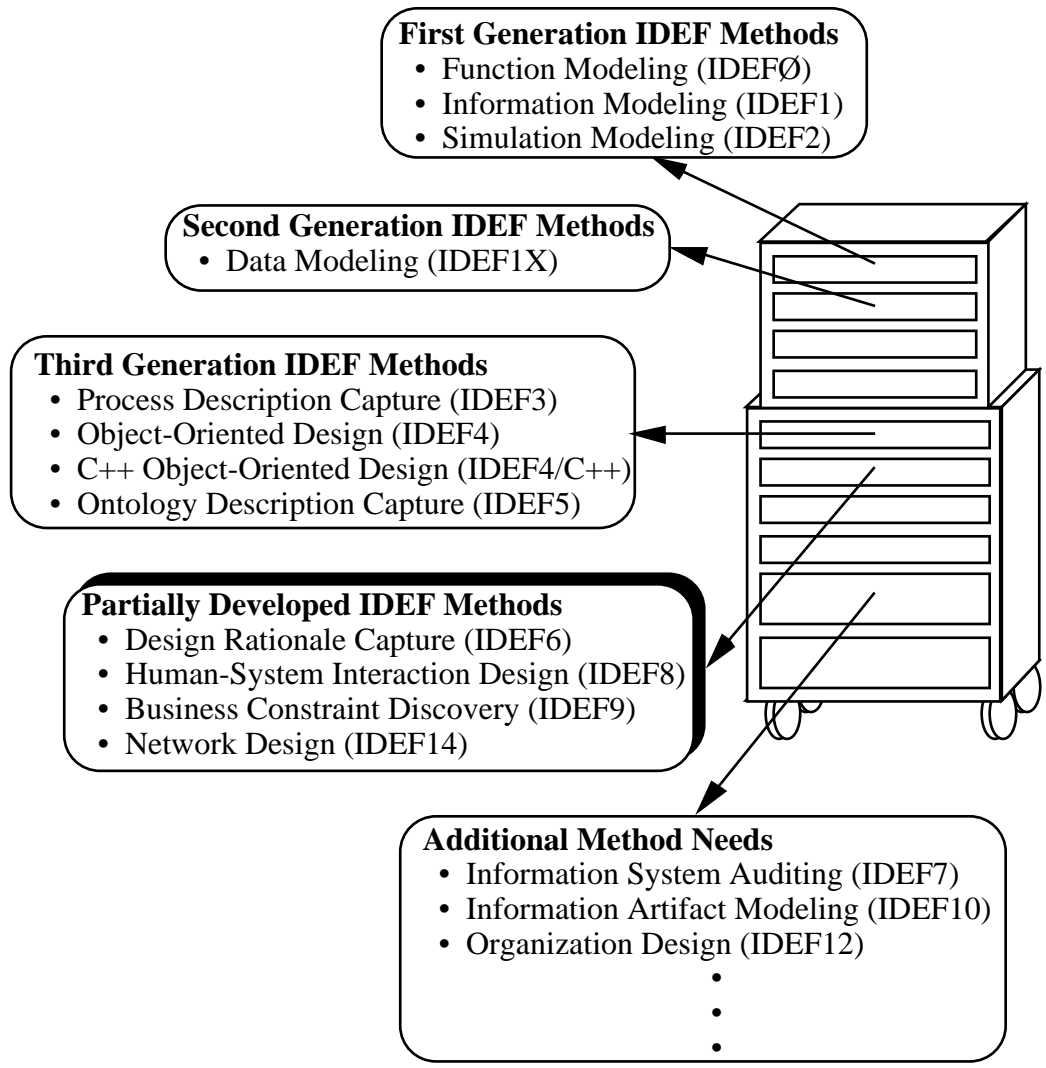 First Generation IDEF Methods
• Function Modeling (IDEFØ)
• Information Modeling (IDEF1)
• Simulation Modeling (IDEF2)
Second Generation IDEF Methods
• Data Modeling (IDEF1X)
Third Generation IDEF Methods
• Process Description Capture (IDEF3)
• Object-Oriented Design (IDEF4)
• C++ Object-Oriented Design (IDEF4/C++)
• Ontology Description Capture (IDEF5)
Partially Developed IDEF Methods
• Design Rationale Capture (IDEF6)
• Human-System Interaction Design (IDEF8)
• Business Constraint Discovery (IDEF9)
• Network Design (IDEF14)
Additional Method Needs
• Information System Auditing (IDEF7)
• Information Artifact Modeling (IDEF10)
• Organization Design (IDEF12)
•
•
•